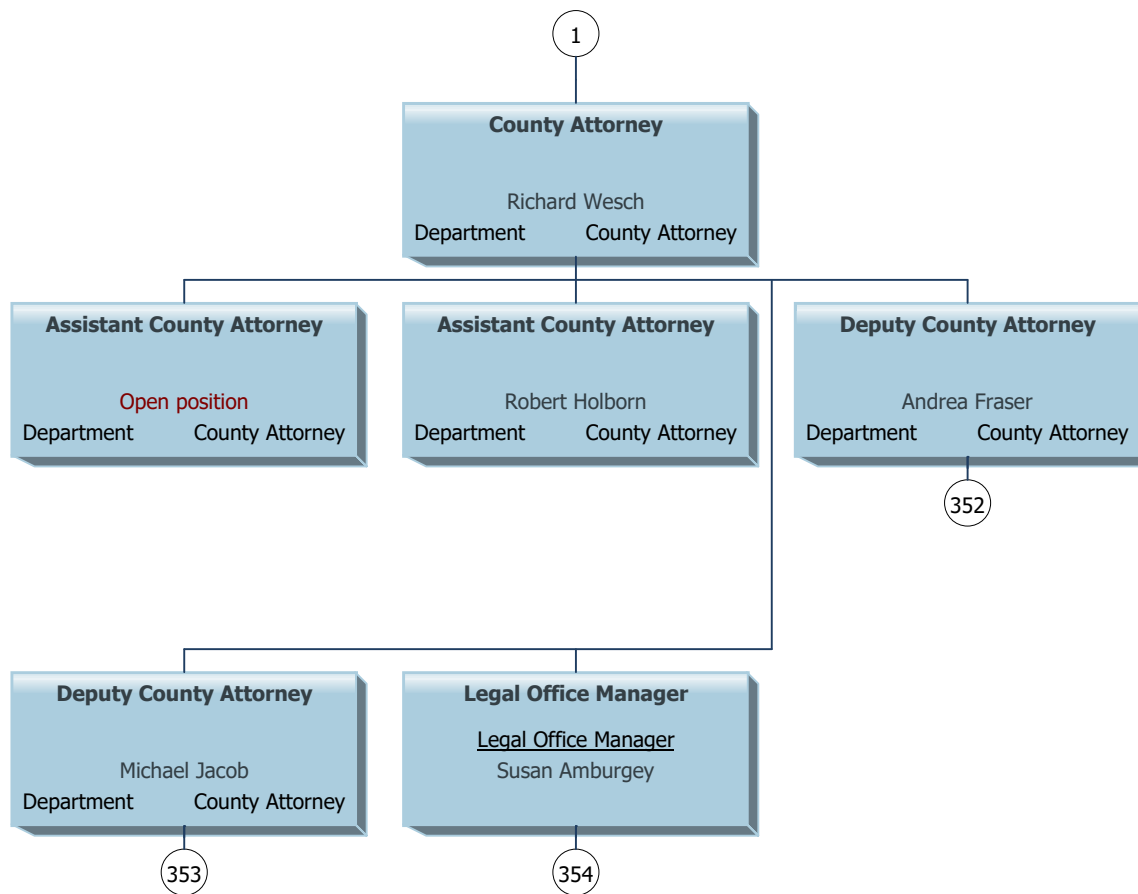 1
County Attorney
Richard Wesch
Department County Attorney
Assistant County Attorney
Open position
Department County Attorney
Assistant County Attorney
Robert Holborn
Department County Attorney
Deputy County Attorney
Andrea Fraser
Department County Attorney
352
Deputy County Attorney
Michael Jacob
Department County Attorney
353
Legal Office Manager
Legal Office Manager
Susan Amburgey
354